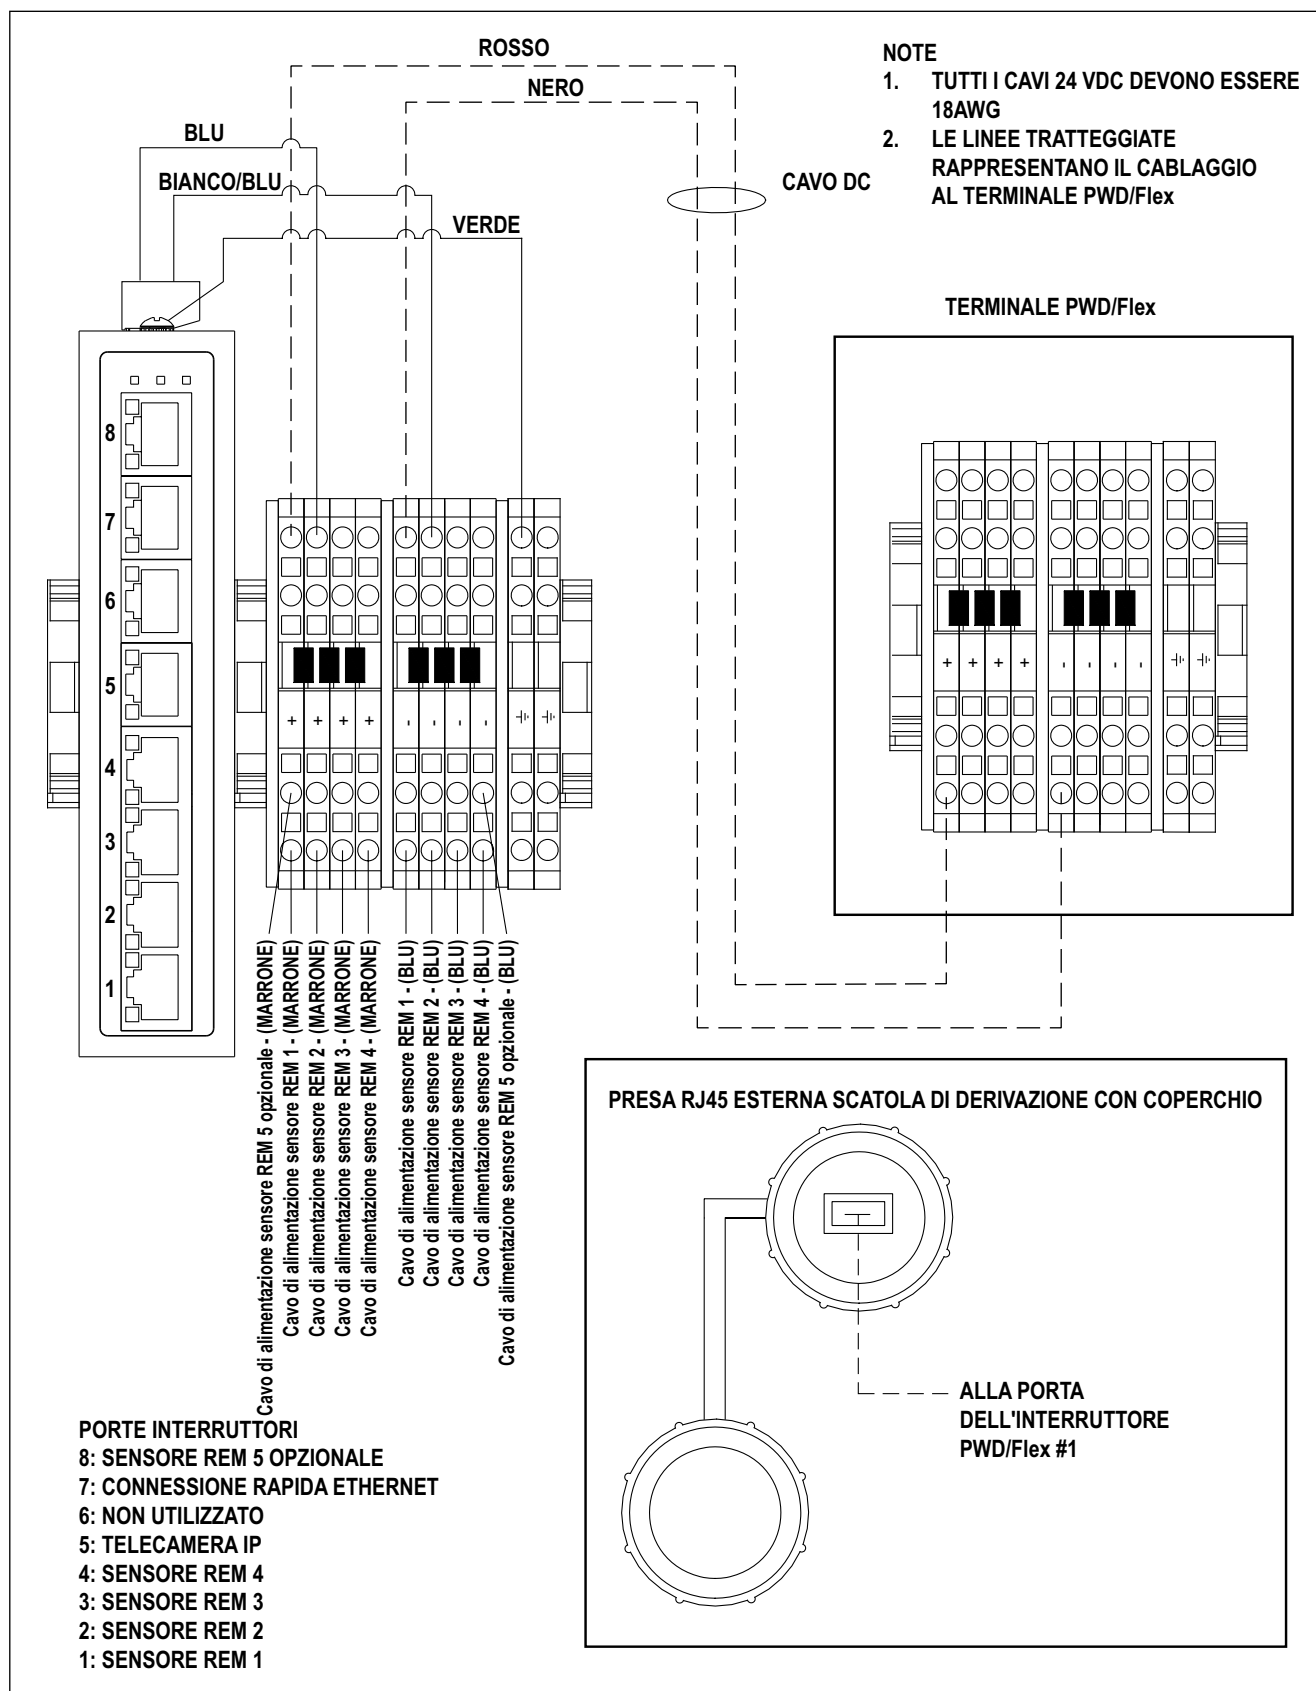 ROSSO
NERO
BLU
BIANCO/BLU
VERDE
CAVO DC
NOTE
1. TUTTI I CAVI 24 VDC DEVONO ESSERE
18AWG
2. LE LINEE TRATTEGGIATE
RAPPRESENTANO IL CABLAGGIO
AL TERMINALE PWD/Flex
TERMINALE PWD/Flex
8
7
6
5
4
3
2
1
+ + + + - - - -
+ + + + - - - -
Cavo di alimentazione sensore REM 5 opzionale - (MARRONE)
Cavo di alimentazione sensore REM 1 - (MARRONE)
Cavo di alimentazione sensore REM 2 - (MARRONE)
Cavo di alimentazione sensore REM 3 - (MARRONE)
Cavo di alimentazione sensore REM 4 - (MARRONE)
Cavo di alimentazione sensore REM 1 - (BLU)
Cavo di alimentazione sensore REM 2 - (BLU)
Cavo di alimentazione sensore REM 3 - (BLU)
Cavo di alimentazione sensore REM 4 - (BLU)
Cavo di alimentazione sensore REM 5 opzionale - (BLU)
PRESA RJ45 ESTERNA SCATOLA DI DERIVAZIONE CON COPERCHIO
ALLA PORTA
DELL'INTERRUTTORE
PWD/Flex #1
PORTE INTERRUTTORI
8: SENSORE REM 5 OPZIONALE
7: CONNESSIONE RAPIDA ETHERNET
6: NON UTILIZZATO
5: TELECAMERA IP
4: SENSORE REM 4
3: SENSORE REM 3
2: SENSORE REM 2
1: SENSORE REM 1